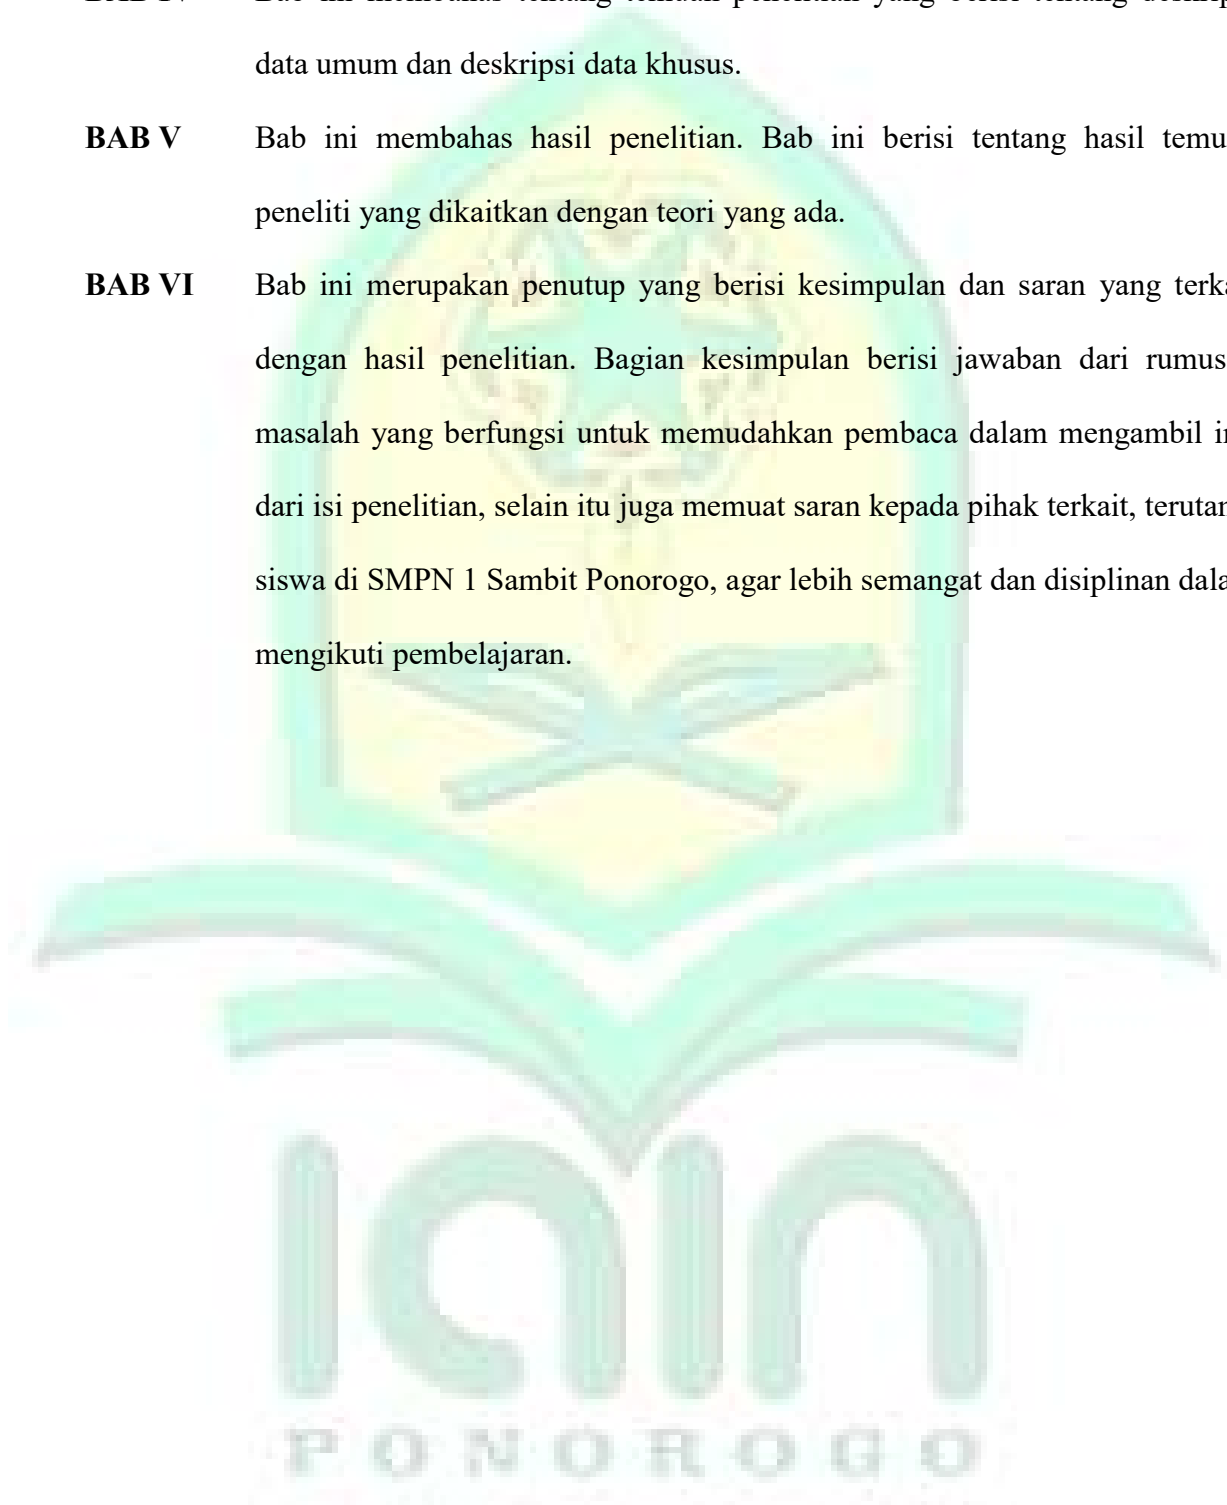 data umum dan deskripsi data khusus.
BAB V Bab ini membahas hasil penelitian. Bab ini berisi tentang hasil temu
peneliti yang dikaitkan dengan teori yang ada.
BAB VI Bab ini merupakan penutup yang berisi kesimpulan dan saran yang terka
dengan hasil penelitian. Bagian kesimpulan berisi jawaban dari rumus
masalah yang berfungsi untuk memudahkan pembaca dalam mengambil in
dari isi penelitian, selain itu juga memuat saran kepada pihak terkait, terutam
siswa di SMPN 1 Sambit Ponorogo, agar lebih semangat dan disiplinan dala
mengikuti pembelajaran.
IAIN
PONOROGO